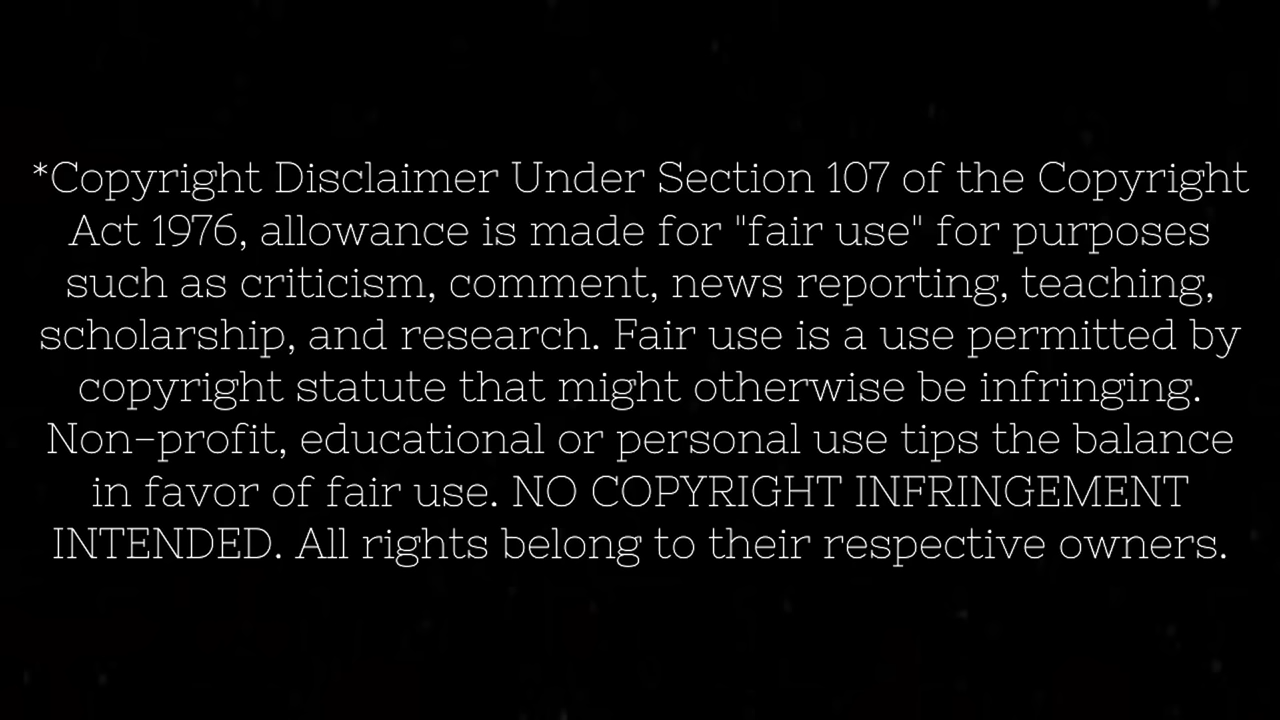 *Copyright Disclaimer Under Section 107 of the Copyright
Act 1976, allowance is made for "fair use" for purposes
such as criticism, comment, news reporting, teaching,
scholarship, and research. Fair use is a use permitted by
copyright statute that might otherwise be infringing.
Non-profit, educational or personal use tips the balance
in favor of fair use. NO COPYRIGHT INFRINGEMENT
INTENDED. All rights belong to their respective owners.